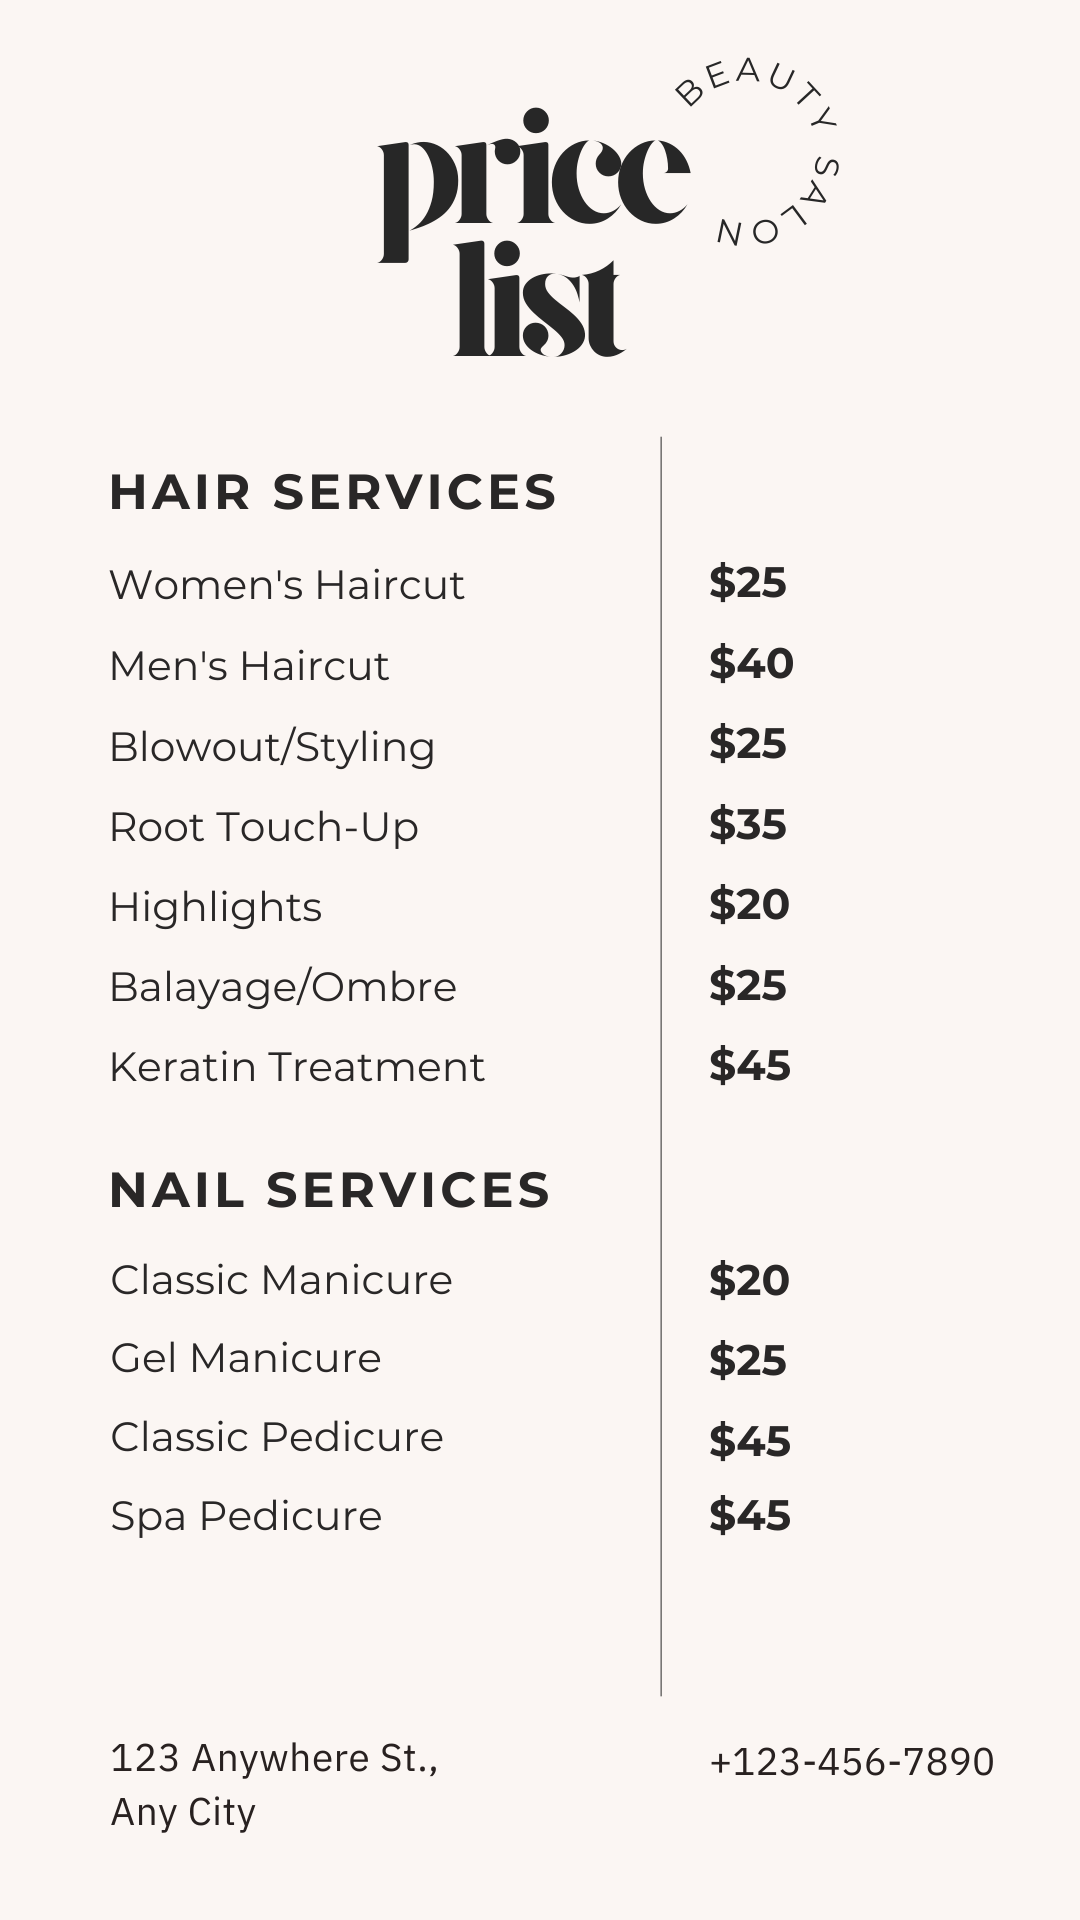 BEAUTY SALON
price
list
HAIR SERVICES
Women's Haircut $25
Men's Haircut $40
Blowout/Styling $25
Root Touch-Up $35
Highlights $20
Balayage/Ombre $25
Keratin Treatment $45
NAIL SERVICES
Classic Manicure $20
Gel Manicure $25
Classic Pedicure $45
Spa Pedicure $45
123 Anywhere St., +123-456-7890
Any City